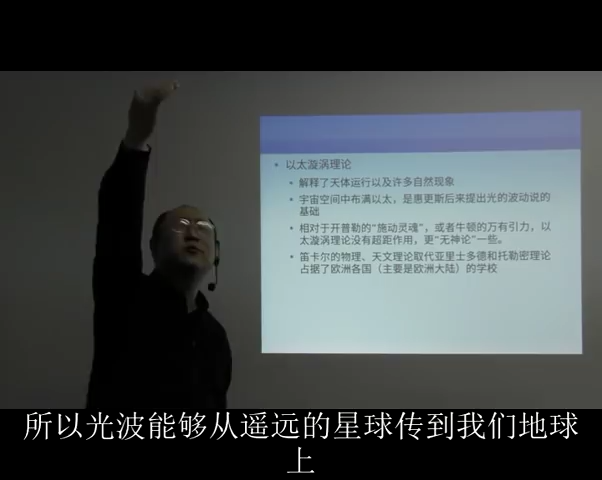 以太漩涡理论
解释了天体运行以及许多自然现象
宇宙空间中布满以太，是惠更斯后来提出光的波动说的
基础
相对于开普勒的“施动灵魂”，或者牛顿的万有引力，以
太漩涡理论没有超距作用，更“无神论”一些。
笛卡尔的物理、天文理论取代亚里士多德和托勒密理论
占据了欧洲各国（主要是欧洲大陆）的学校
所以光波能够从遥远的星球传到我们地球
上